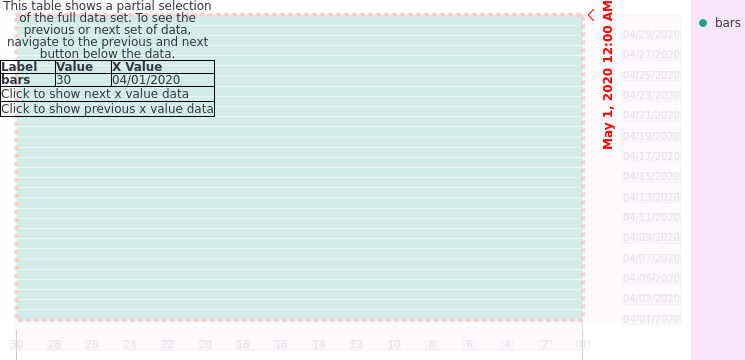 This table shows a partial selection
of the full data set. To see the
previous or next set of data,
navigate to the previous and next
button below the data.
Label Value X Value
bars 30 04/01/2020
Click to show next x value data
Click to show previous x value data
May 1, 2020 12:00 AM
04/29/2020
04/27/2020
04/25/2020
04/23/2020
04/21/2020
04/19/2020
04/17/2020
04/15/2020
04/13/2020
04/11/2020
04/09/2020
04/07/2020
04/05/2020
04/03/2020
04/01/2020
30 28 26 24 22 20 18 16 14 12 10 8 6 4 2 0
bars